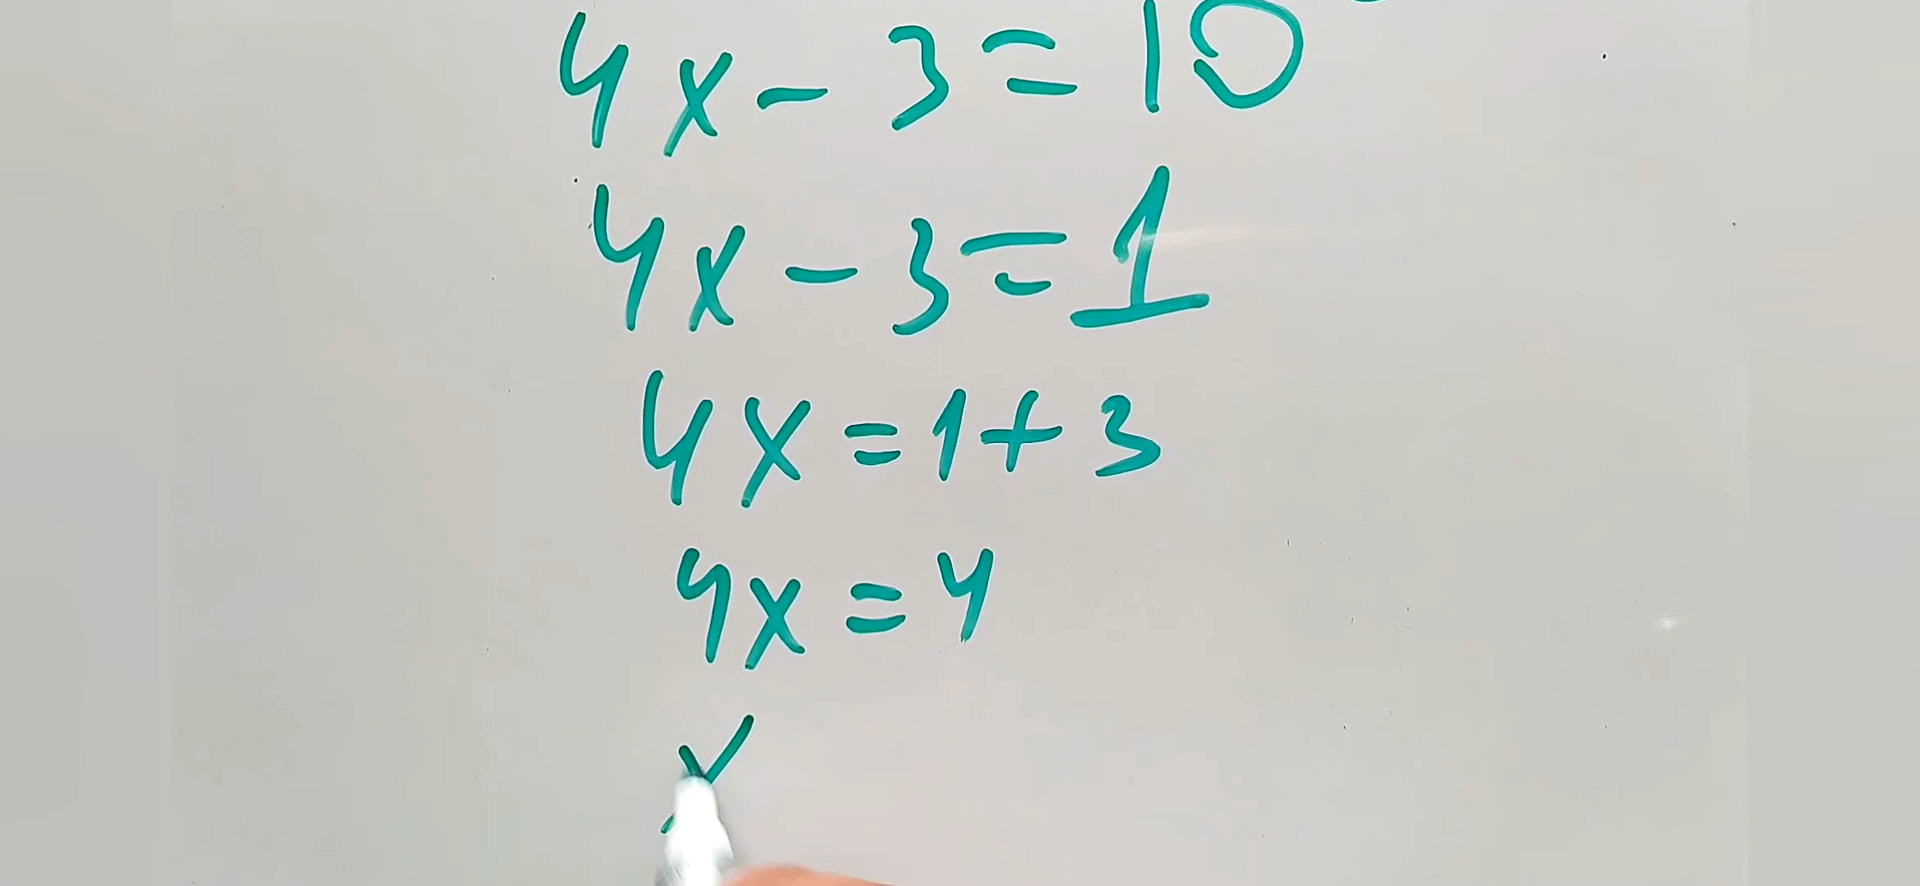 4x - 3 = 10
4x - 3 = 1
4x = 1 + 3
4x = 4
x